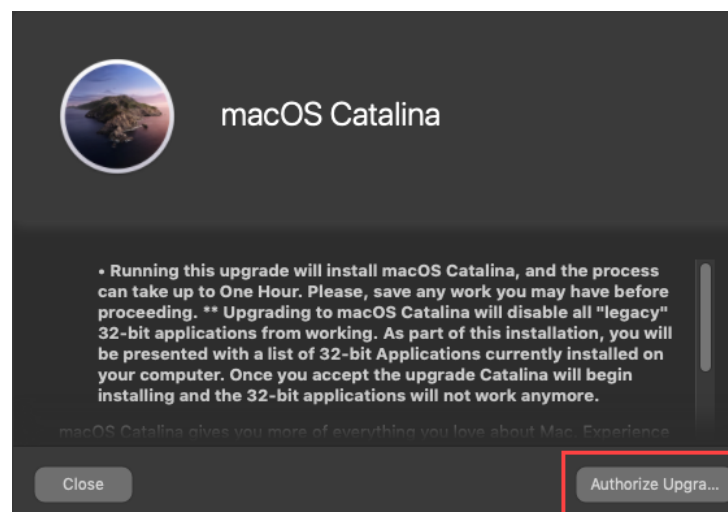 macOS Catalina
• Running this upgrade will install macOS Catalina, and the process
can take up to One Hour. Please, save any work you may have before
proceeding. ** Upgrading to macOS Catalina will disable all "legacy"
32-bit applications from working. As part of this installation, you will
be presented with a list of 32-bit Applications currently installed on
your computer. Once you accept the upgrade Catalina will begin
installing and the 32-bit applications will not work anymore.
macOS Catalina gives you more of everything you love about Mac. Experience
Close
Authorize Upgra...